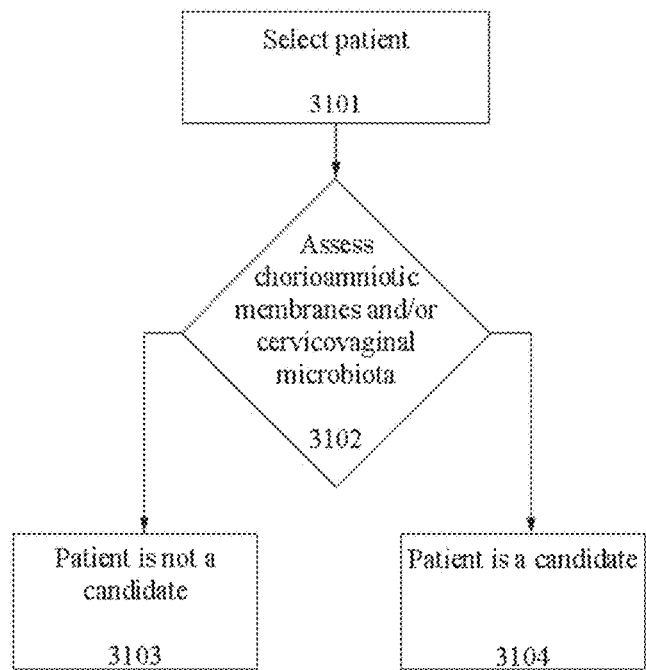 Select patient
3101
Assess
chorioamniotic
membranes and/or
cervicovaginal
microbiota
3102
Patient is not a
candidate
3103
Patient is a candidate
3104